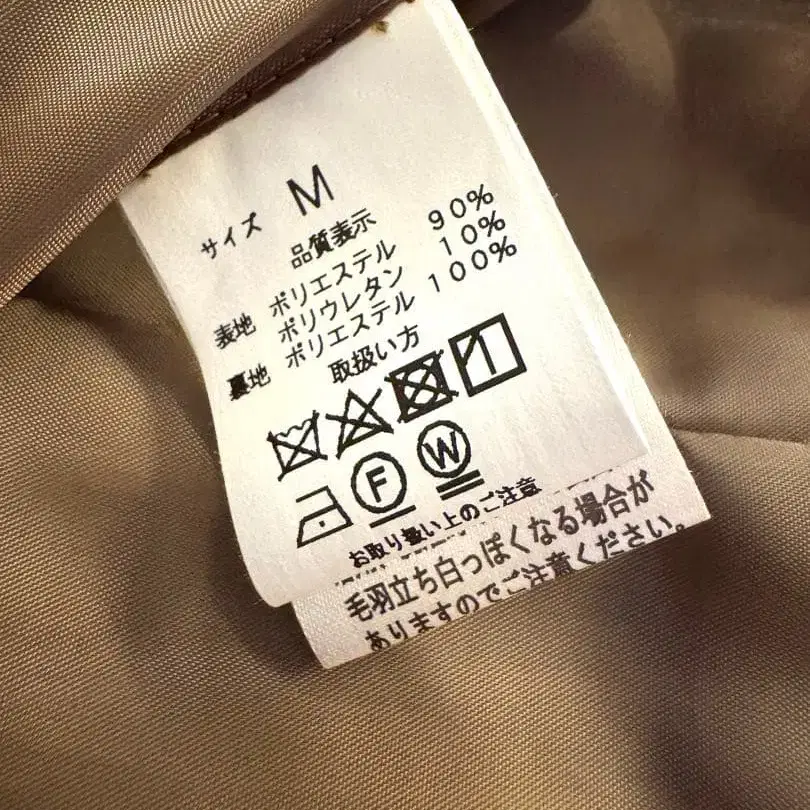 サイズ M
品質表示
表地 ポリエステル 90%
ポリウレタン 10%
裏地 ポリエステル 100%
取扱い方
F W
お取り扱い上のご注意
毛羽立ち白っぽくなる場合が
ありますのでご注意ください。